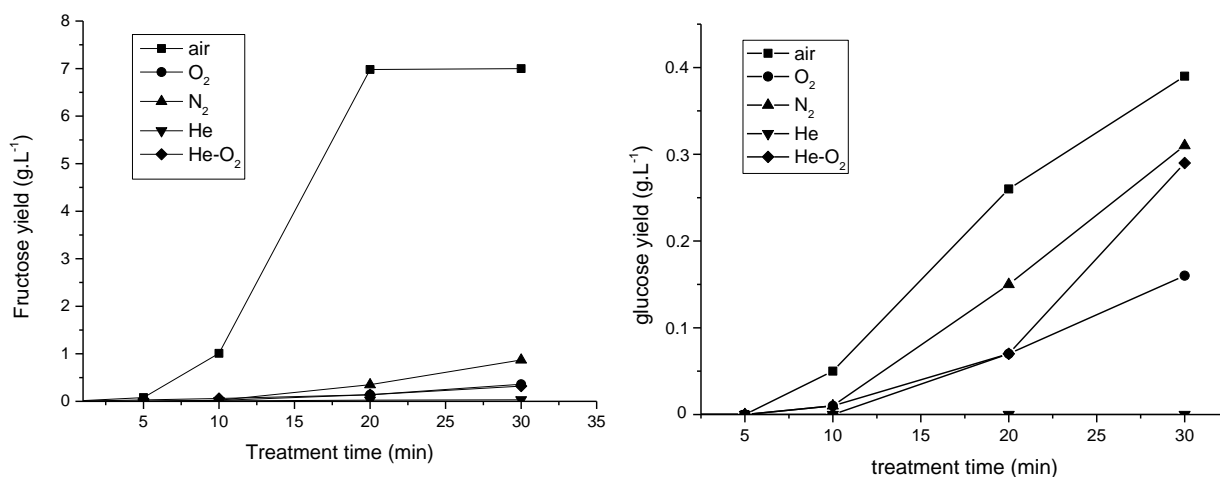 8
7
6
5
4
3
2
1
0
Fructose yield (g.L⁻¹)
air
O₂
N₂
He
He-O₂
5 10 15 20 25 30 35
Treatment time (min)
0.4
0.3
0.2
0.1
0
glucose yield (g.L⁻¹)
air
O₂
N₂
He
He-O₂
5 10 15 20 25 30
treatment time (min)